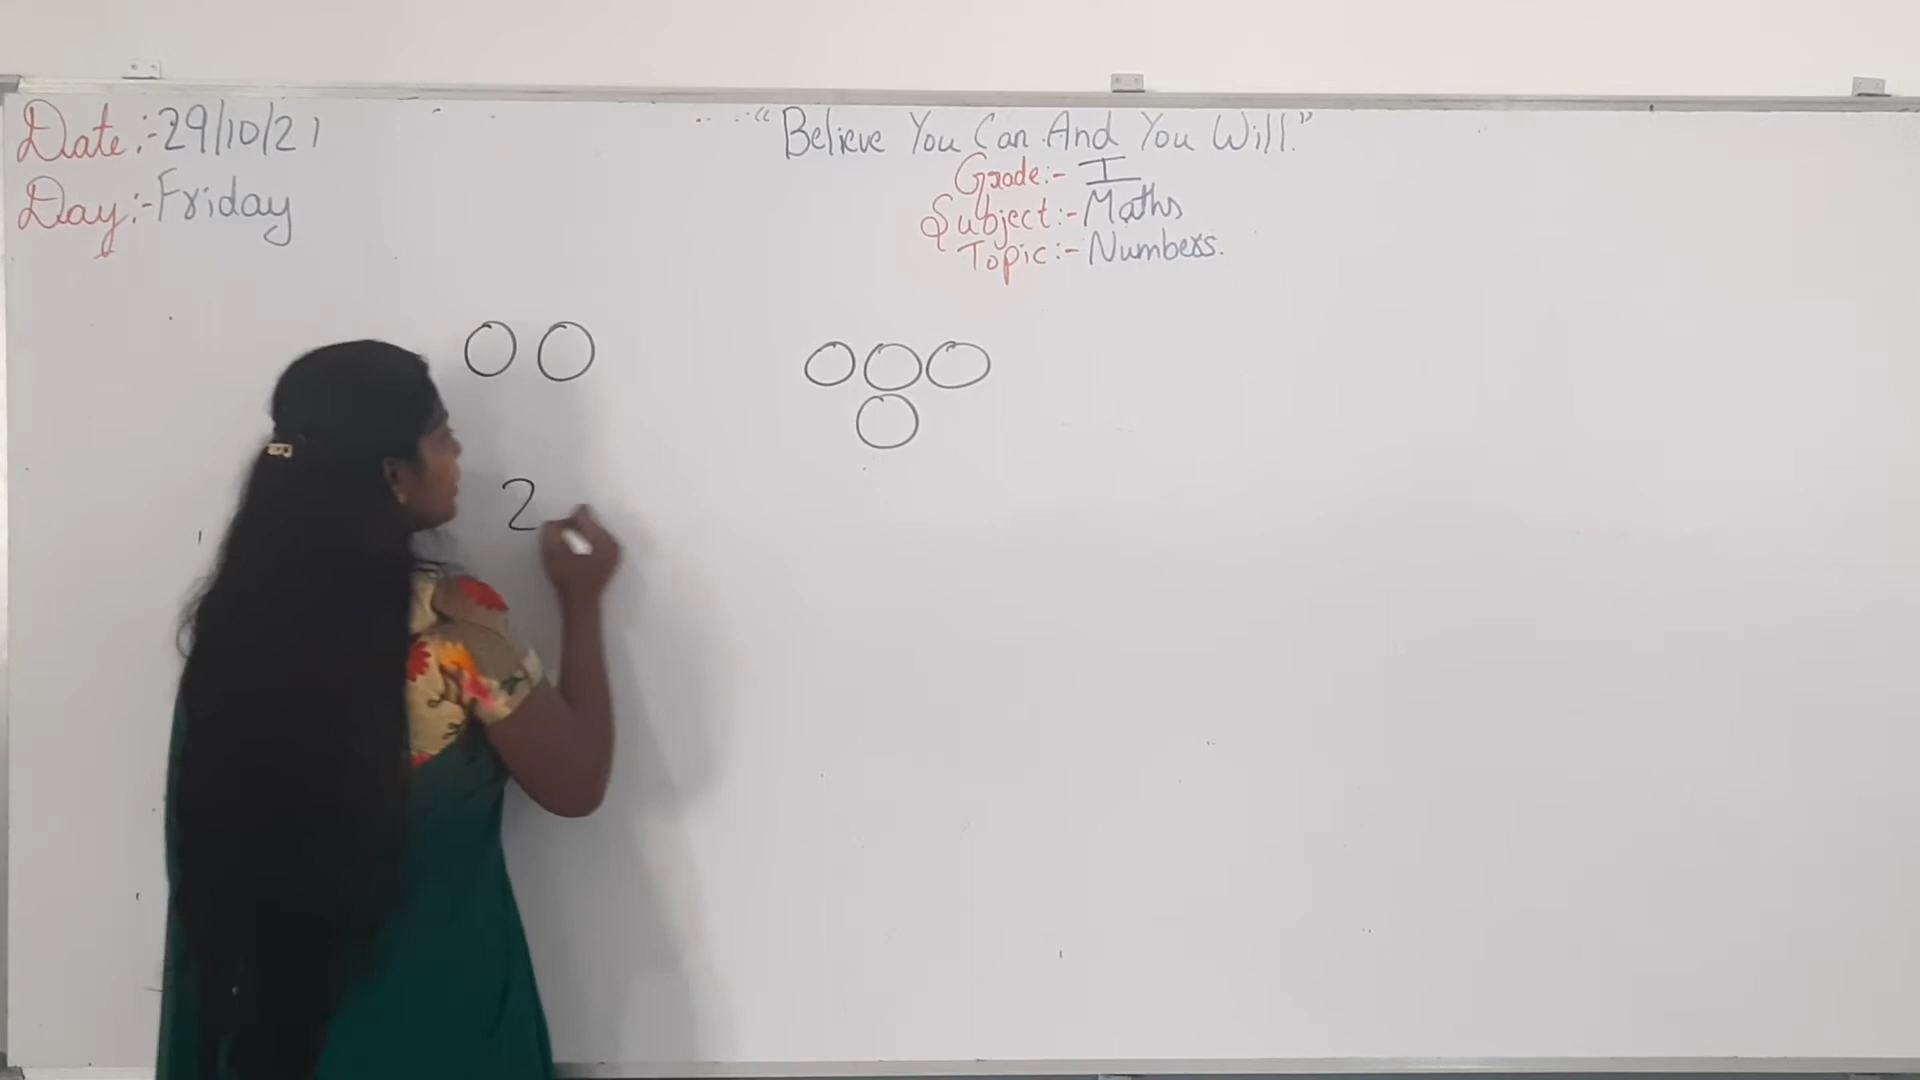 Date:-29/10/21
Day:-Friday
"Believe You Can And You Will."
Grade:- I
Subject:- Maths
Topic:- Numbers.
2